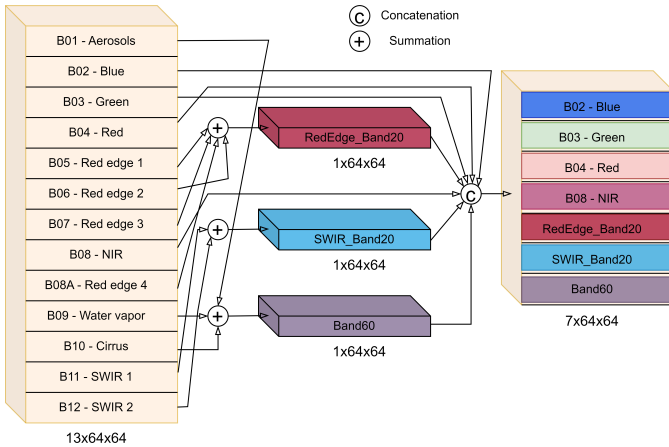 C Concatenation
+ Summation
B01 - Aerosols
B02 - Blue
B03 - Green
B04 - Red
B05 - Red edge 1
B06 - Red edge 2
B07 - Red edge 3
B08 - NIR
B08A - Red edge 4
B09 - Water vapor
B10 - Cirrus
B11 - SWIR 1
B12 - SWIR 2
13x64x64
+
RedEdge_Band20
1x64x64
+
SWIR_Band20
1x64x64
+
Band60
1x64x64
C
B02 - Blue
B03 - Green
B04 - Red
B08 - NIR
RedEdge_Band20
SWIR_Band20
Band60
7x64x64